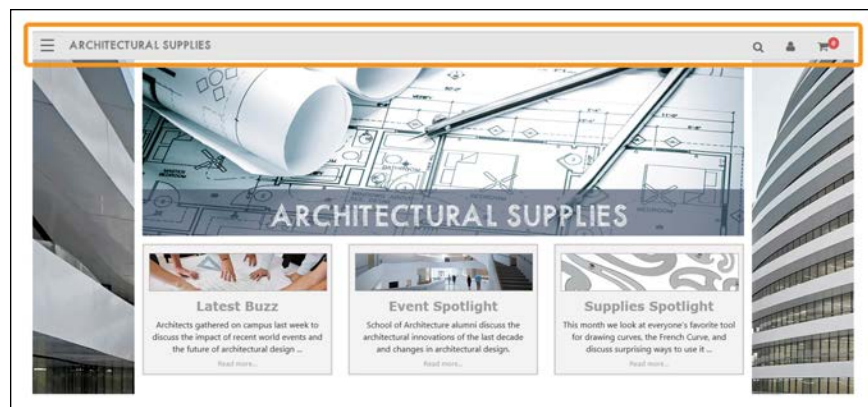 ARCHITECTURAL SUPPLIES
0
ARCHITECTURAL SUPPLIES
Latest Buzz
Architects gathered on campus last week to
discuss the impact of recent world events and
the future of architectural design ...
Read more...
Event Spotlight
School of Architecture alumni discuss the
architectural innovations of the last decade
and changes in architectural design.
Read more...
Supplies Spotlight
This month we look at everyone's favorite tool
for drawing curves, the French Curve, and
discuss surprising ways to use it ...
Read more...